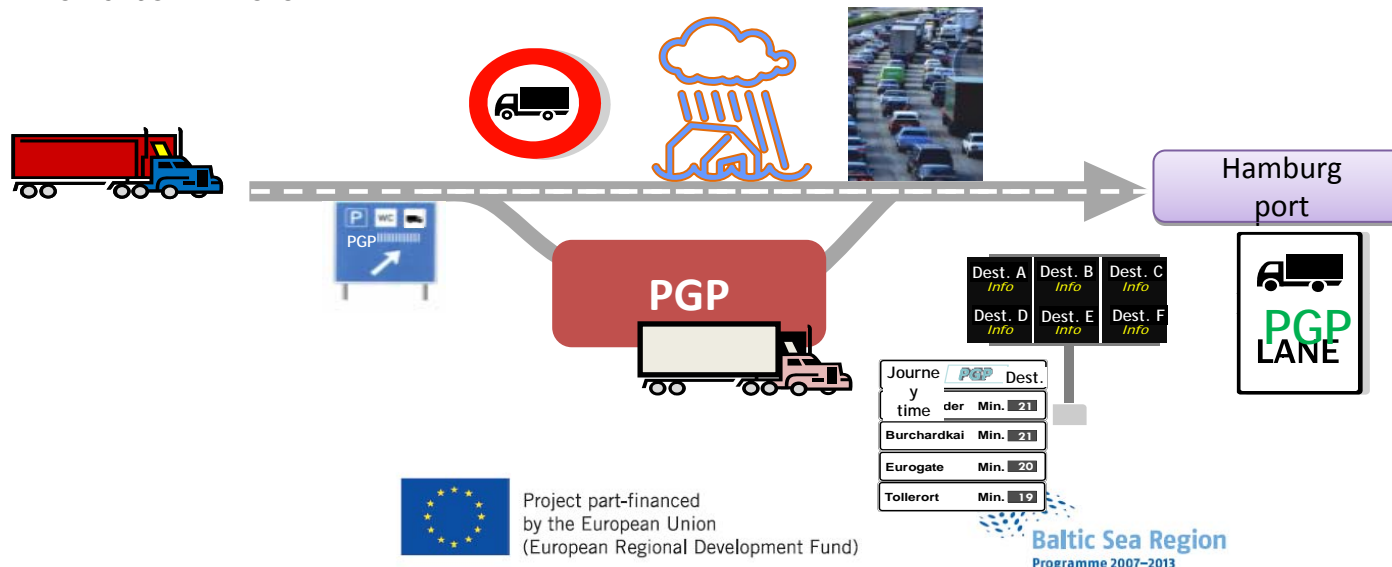 Hamburg
port
P WC
PGP
PGP
Dest. A Dest. B Dest. C
Info Info Info
Dest. D Dest. E Dest. F
Info Info Info
PGP
LANE
Journe
y
time
PGP Dest.
der Min. 21
Burchardkai Min. 21
Eurogate Min. 20
Tollerort Min. 19
Project part-financed
by the European Union
(European Regional Development Fund)
Baltic Sea Region
Programme 2007–2013